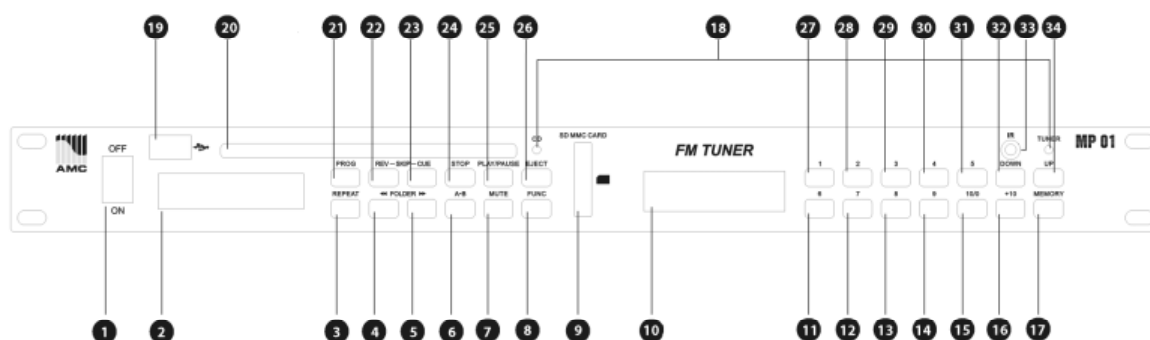 19 20 21 22 23 24 25 26 18 27 28 29 30 31 32 33 34
AMC
OFF
ON
CD
SD MMC CARD
FM TUNER
IR
TUNER
MP 01
PROG REV–SKIP–CUE STOP PLAY/PAUSE EJECT
1 2 3 4 5 DOWN UP
REPEAT FOLDER A-B MUTE FUNC
6 7 8 9 10/0 +10 MEMORY
1 2 3 4 5 6 7 8 9 10 11 12 13 14 15 16 17